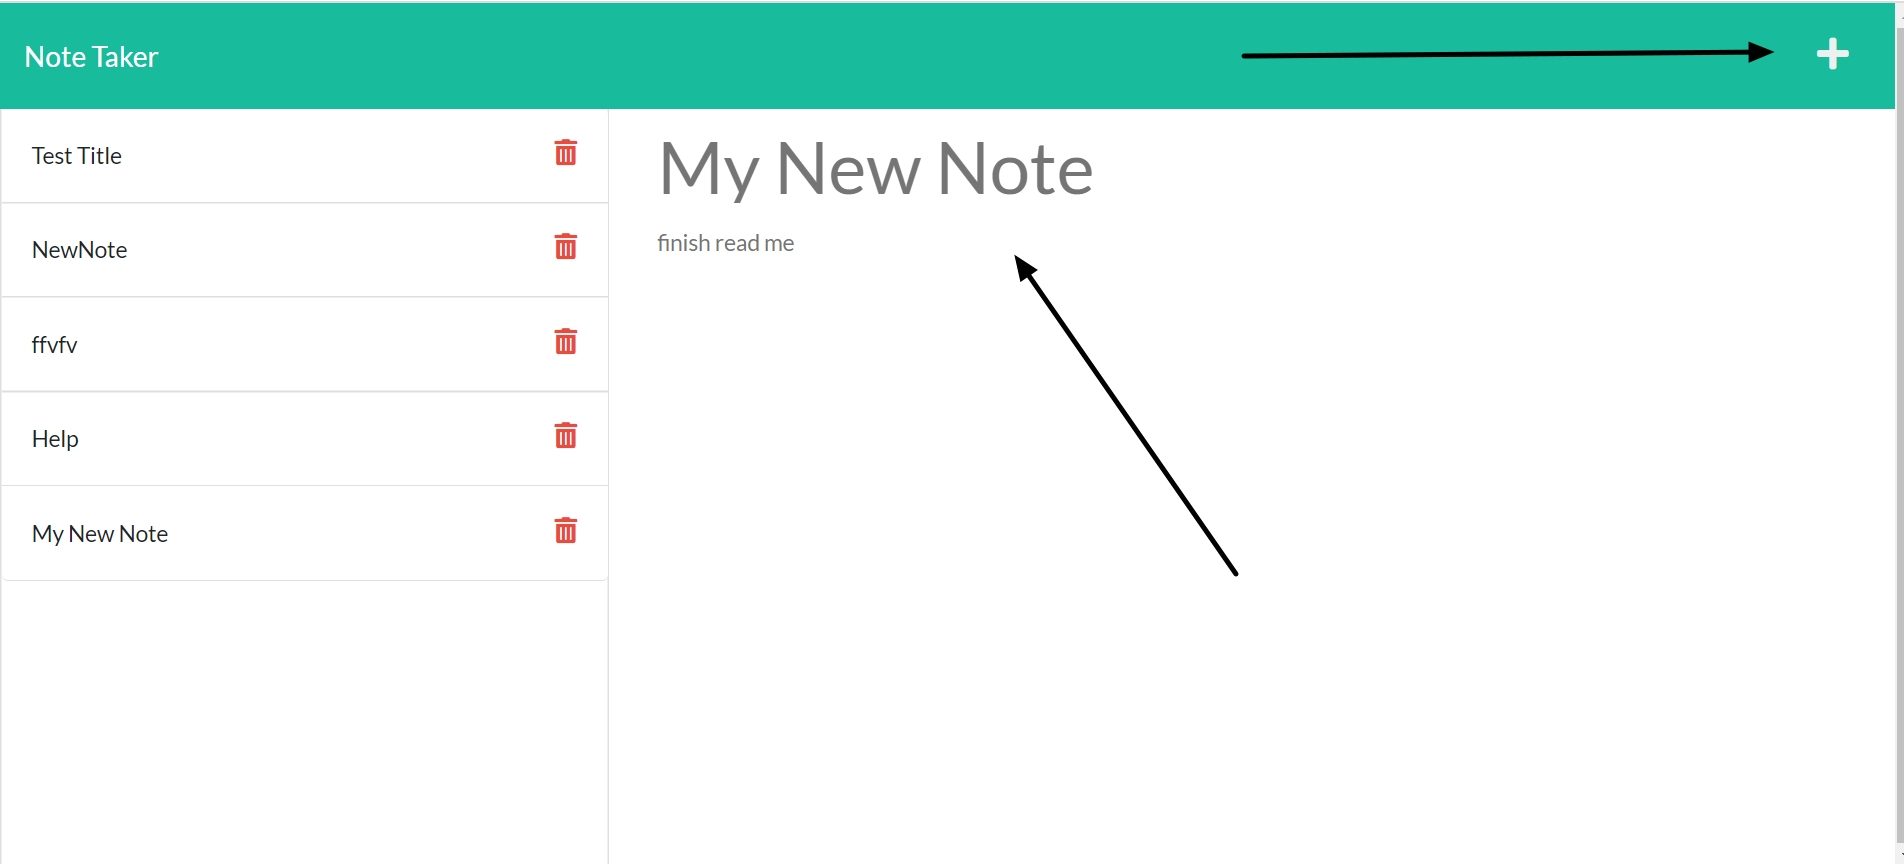 Note Taker
Test Title
NewNote
ffvfv
Help
My New Note
My New Note
finish read me